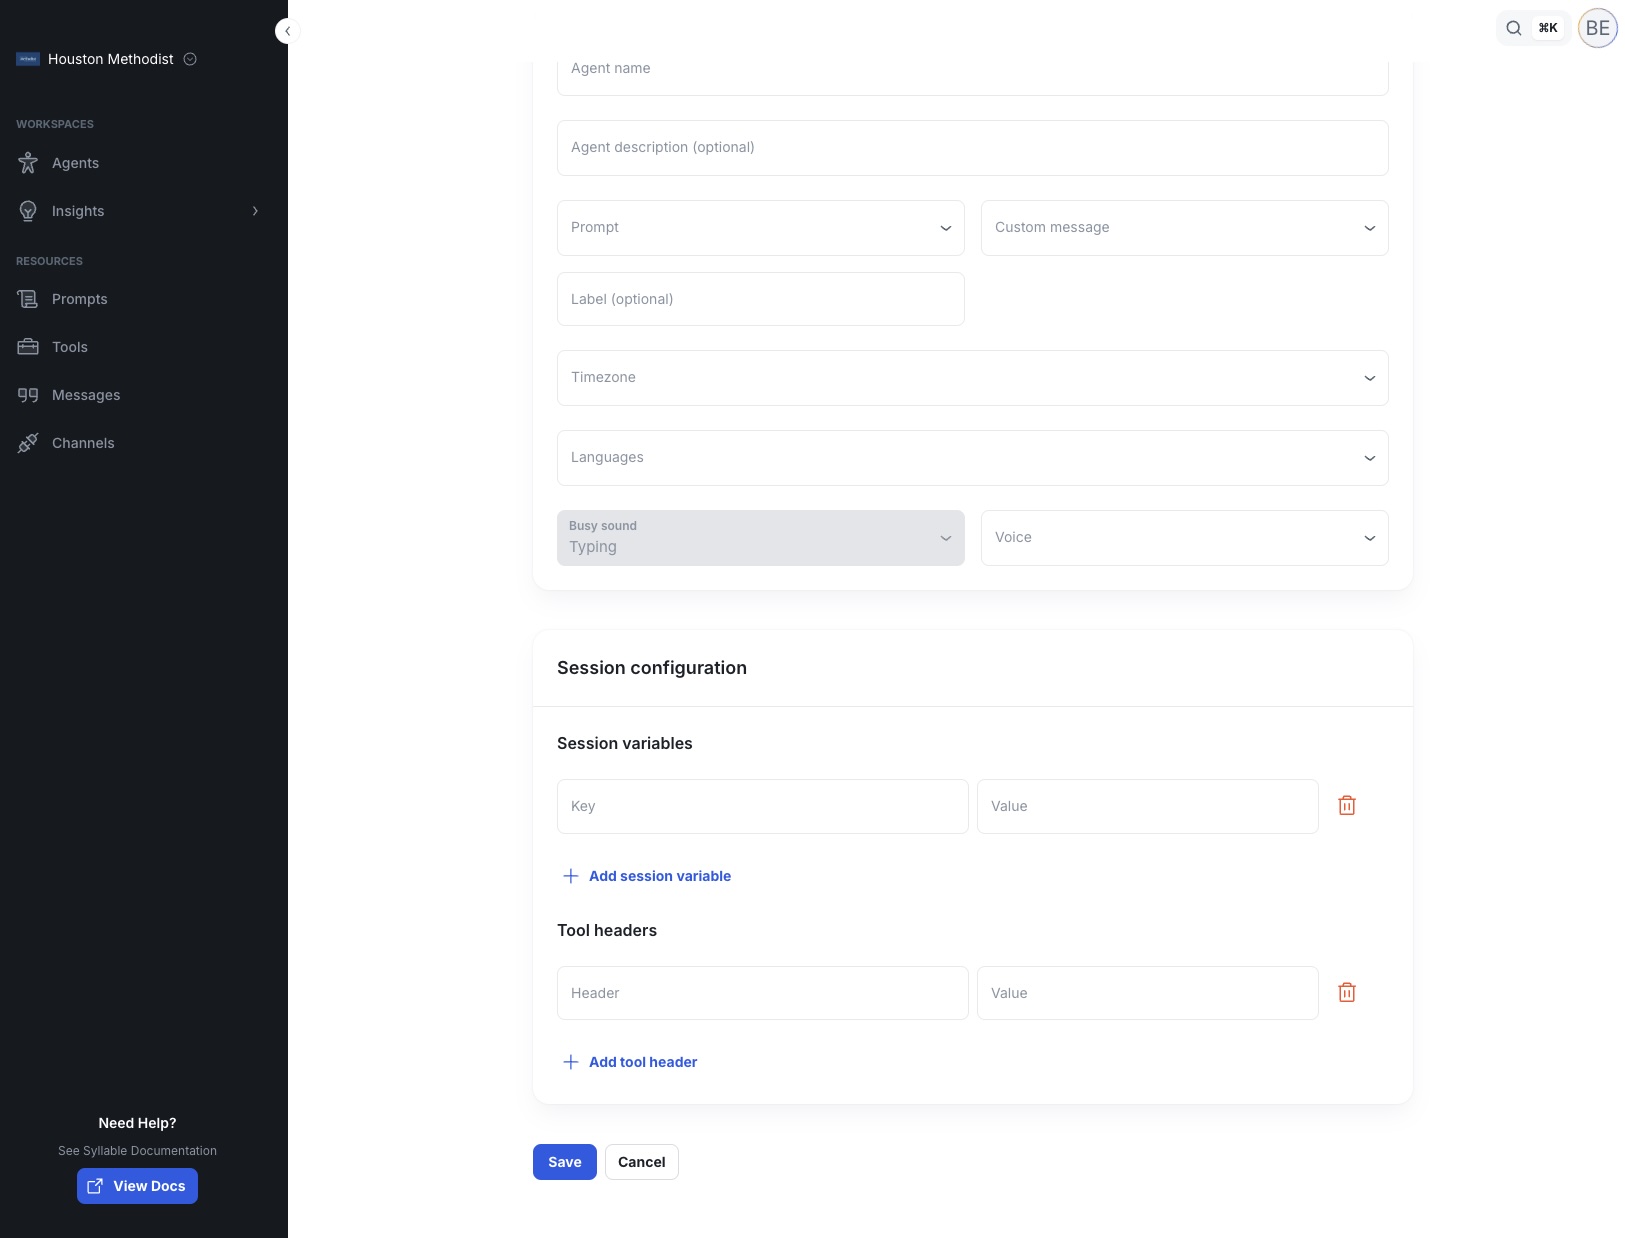 ⌘K
BE
Houston Methodist
WORKSPACES
Agents
Insights
RESOURCES
Prompts
Tools
Messages
Channels
Need Help?
See Syllable Documentation
View Docs
Agent name
Agent description (optional)
Prompt
Custom message
Label (optional)
Timezone
Languages
Busy sound
Typing
Voice
Session configuration
Session variables
Key
Value
Add session variable
Tool headers
Header
Value
Add tool header
Save
Cancel